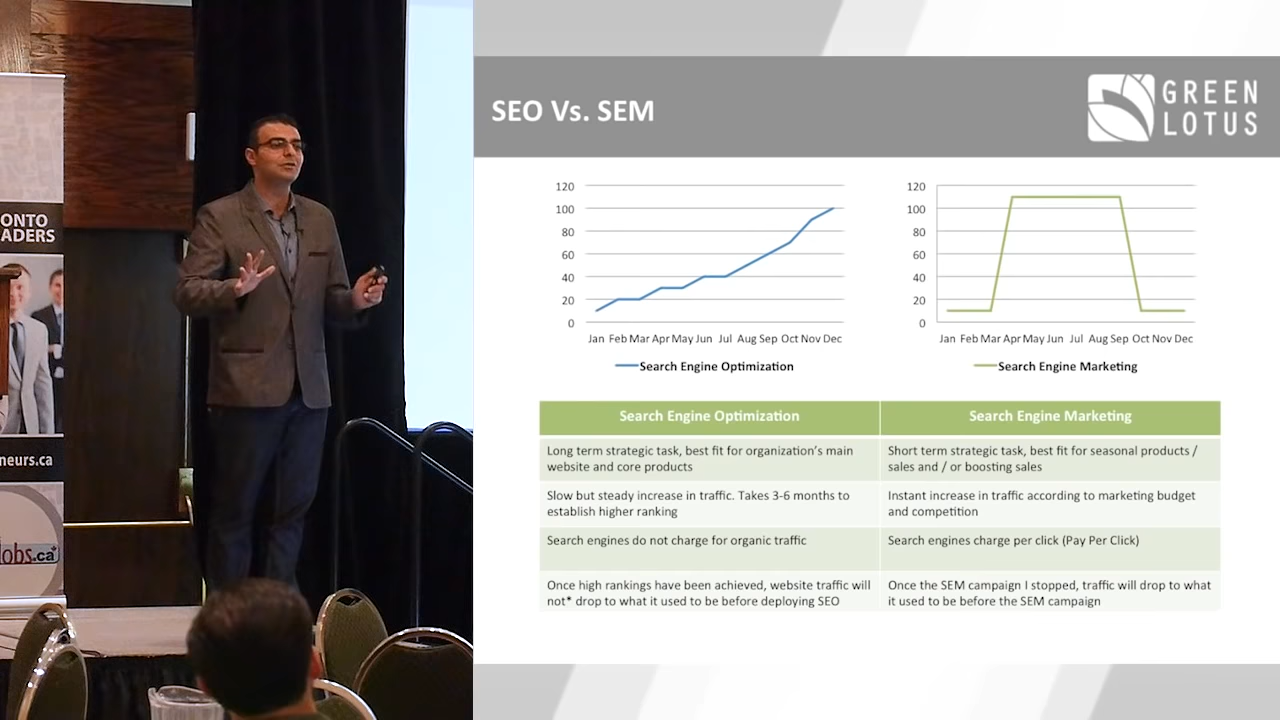 ONTO
ADERS
neurs.ca
Jobs.ca
SEO Vs. SEM
GREEN
LOTUS
120
100
80
60
40
20
0
Jan Feb Mar Apr May Jun Jul Aug Sep Oct Nov Dec
Search Engine Optimization
120
100
80
60
40
20
0
Jan Feb Mar Apr May Jun Jul Aug Sep Oct Nov Dec
Search Engine Marketing
Search Engine Optimization
Search Engine Marketing
Long term strategic task, best fit for organization's main
website and core products
Short term strategic task, best fit for seasonal products /
sales and / or boosting sales
Slow but steady increase in traffic. Takes 3-6 months to
establish higher ranking
Instant increase in traffic according to marketing budget
and competition
Search engines do not charge for organic traffic
Search engines charge per click (Pay Per Click)
Once high rankings have been achieved, website traffic will
not* drop to what it used to be before deploying SEO
Once the SEM campaign I stopped, traffic will drop to what
it used to be before the SEM campaign